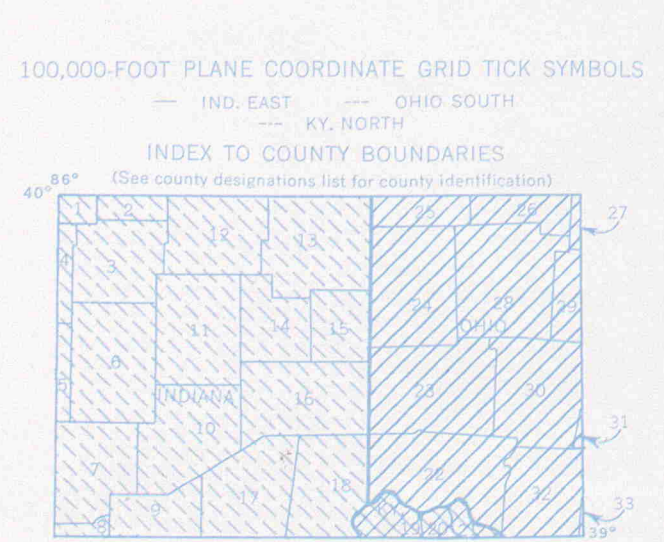 100,000-FOOT PLANE COORDINATE GRID TICK SYMBOLS
— IND. EAST --- OHIO SOUTH
---- KY. NORTH
INDEX TO COUNTY BOUNDARIES
(See county designations list for county identification)
86°
40°
1 2 25 26 27
12 13
4 3
24 28 29
11 14 15 OHIO
5 6
INDIANA 16 23 30
10 31
7 22
17 18 32
8 9 19 20 33
39°